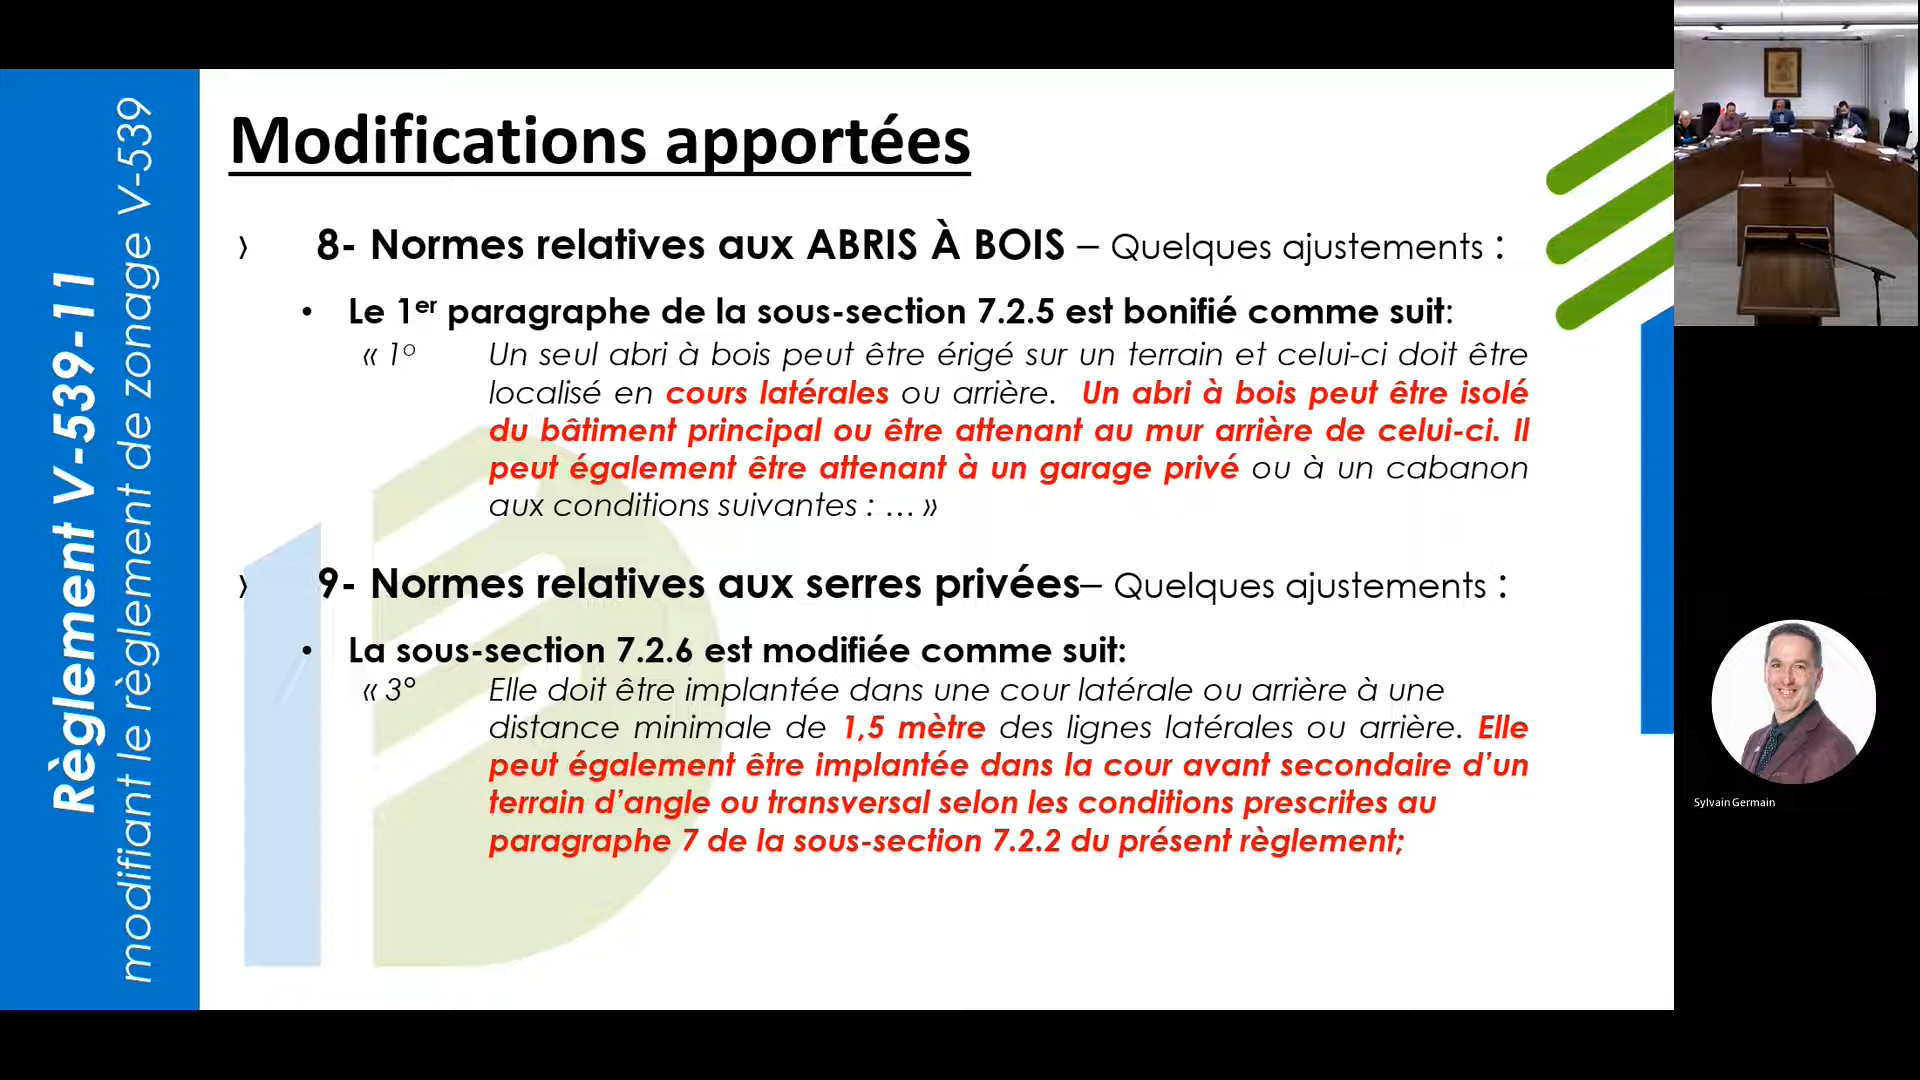 Règlement V-539-11
modifiant le règlement de zonage V-539
Modifications apportées
› 8- Normes relatives aux ABRIS À BOIS – Quelques ajustements :
• Le 1er paragraphe de la sous-section 7.2.5 est bonifié comme suit:
« 1o Un seul abri à bois peut être érigé sur un terrain et celui-ci doit être
localisé en cours latérales ou arrière. Un abri à bois peut être isolé
du bâtiment principal ou être attenant au mur arrière de celui-ci. Il
peut également être attenant à un garage privé ou à un cabanon
aux conditions suivantes : … »
› 9- Normes relatives aux serres privées– Quelques ajustements :
• La sous-section 7.2.6 est modifiée comme suit:
« 3° Elle doit être implantée dans une cour latérale ou arrière à une
distance minimale de 1,5 mètre des lignes latérales ou arrière. Elle
peut également être implantée dans la cour avant secondaire d’un
terrain d’angle ou transversal selon les conditions prescrites au
paragraphe 7 de la sous-section 7.2.2 du présent règlement;
Sylvain Germain